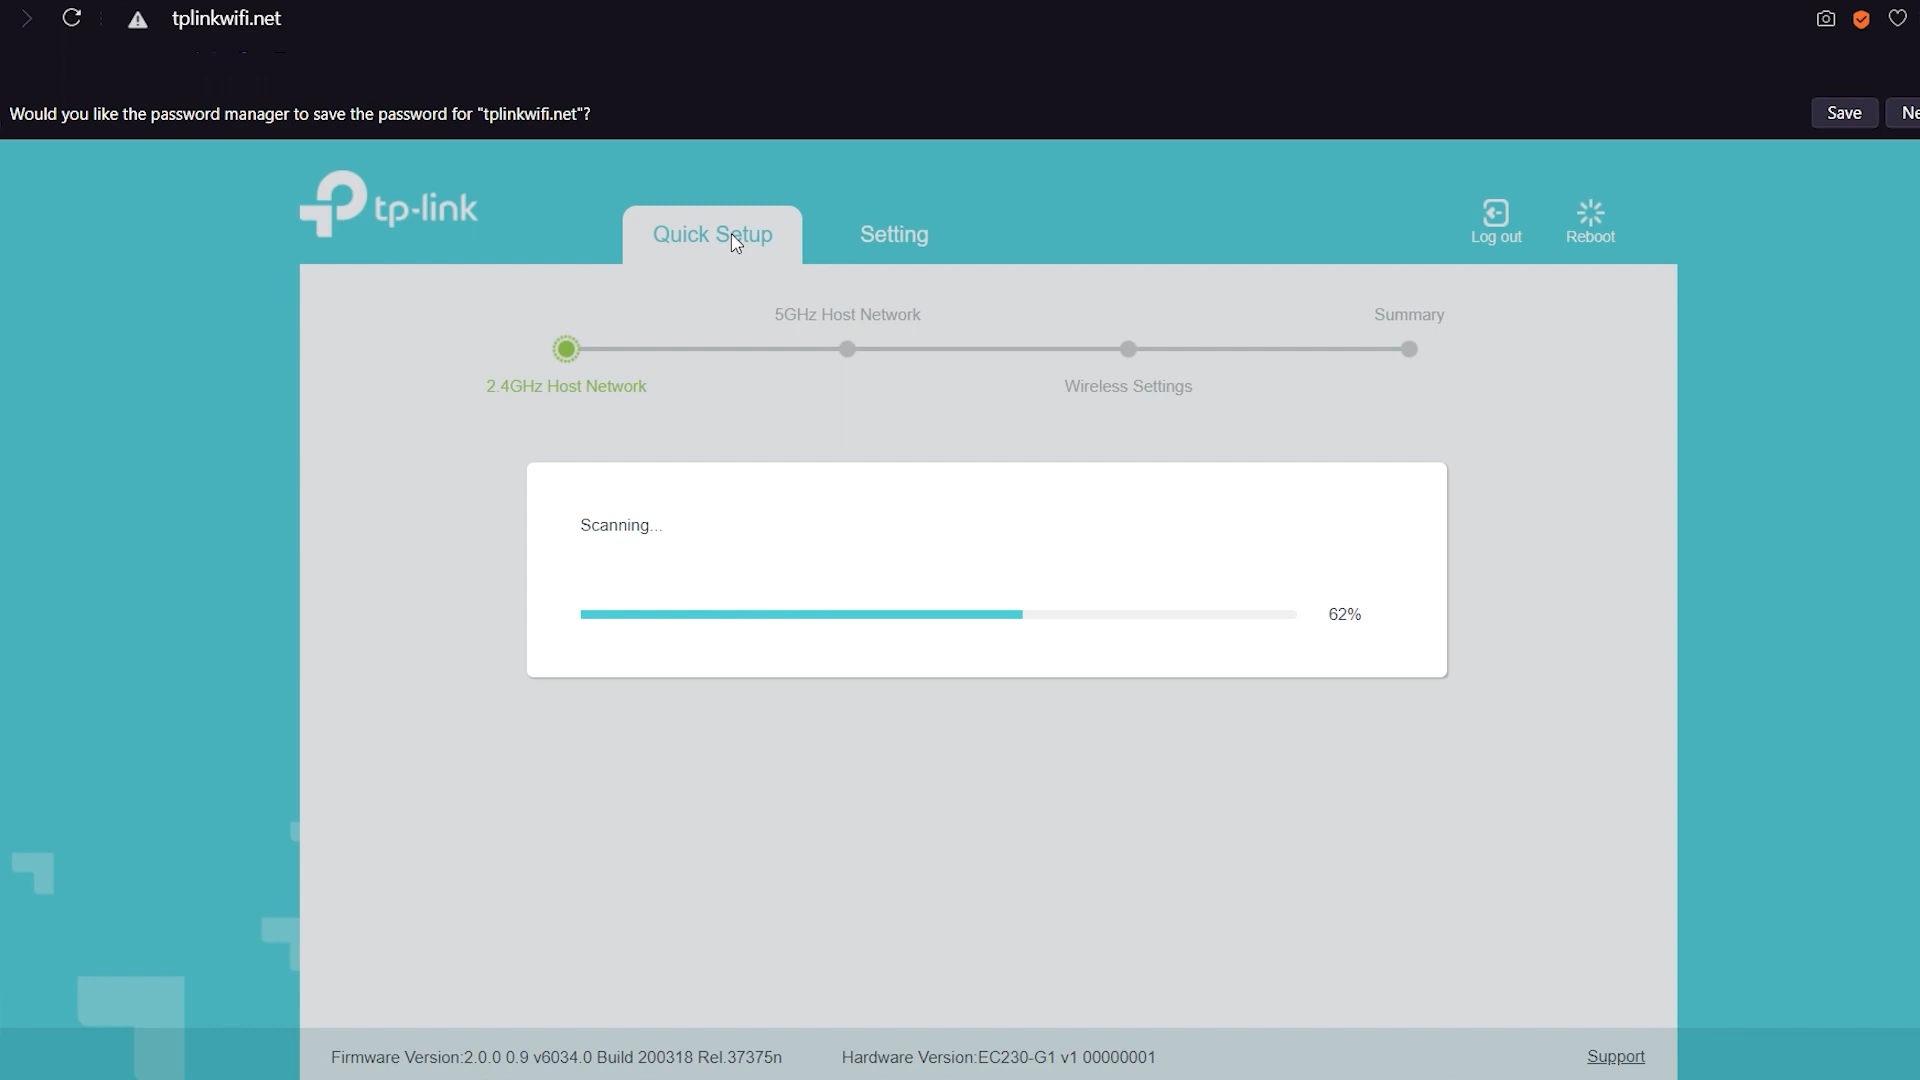 tplinkwifi.net
Would you like the password manager to save the password for "tplinkwifi.net"?
Save
Ne
tp-link
Quick Setup
Setting
Log out
Reboot
5GHz Host Network
Summary
2.4GHz Host Network
Wireless Settings
Scanning...
62%
Firmware Version:2.0.0 0.9 v6034.0 Build 200318 Rel.37375n
Hardware Version:EC230-G1 v1 00000001
Support